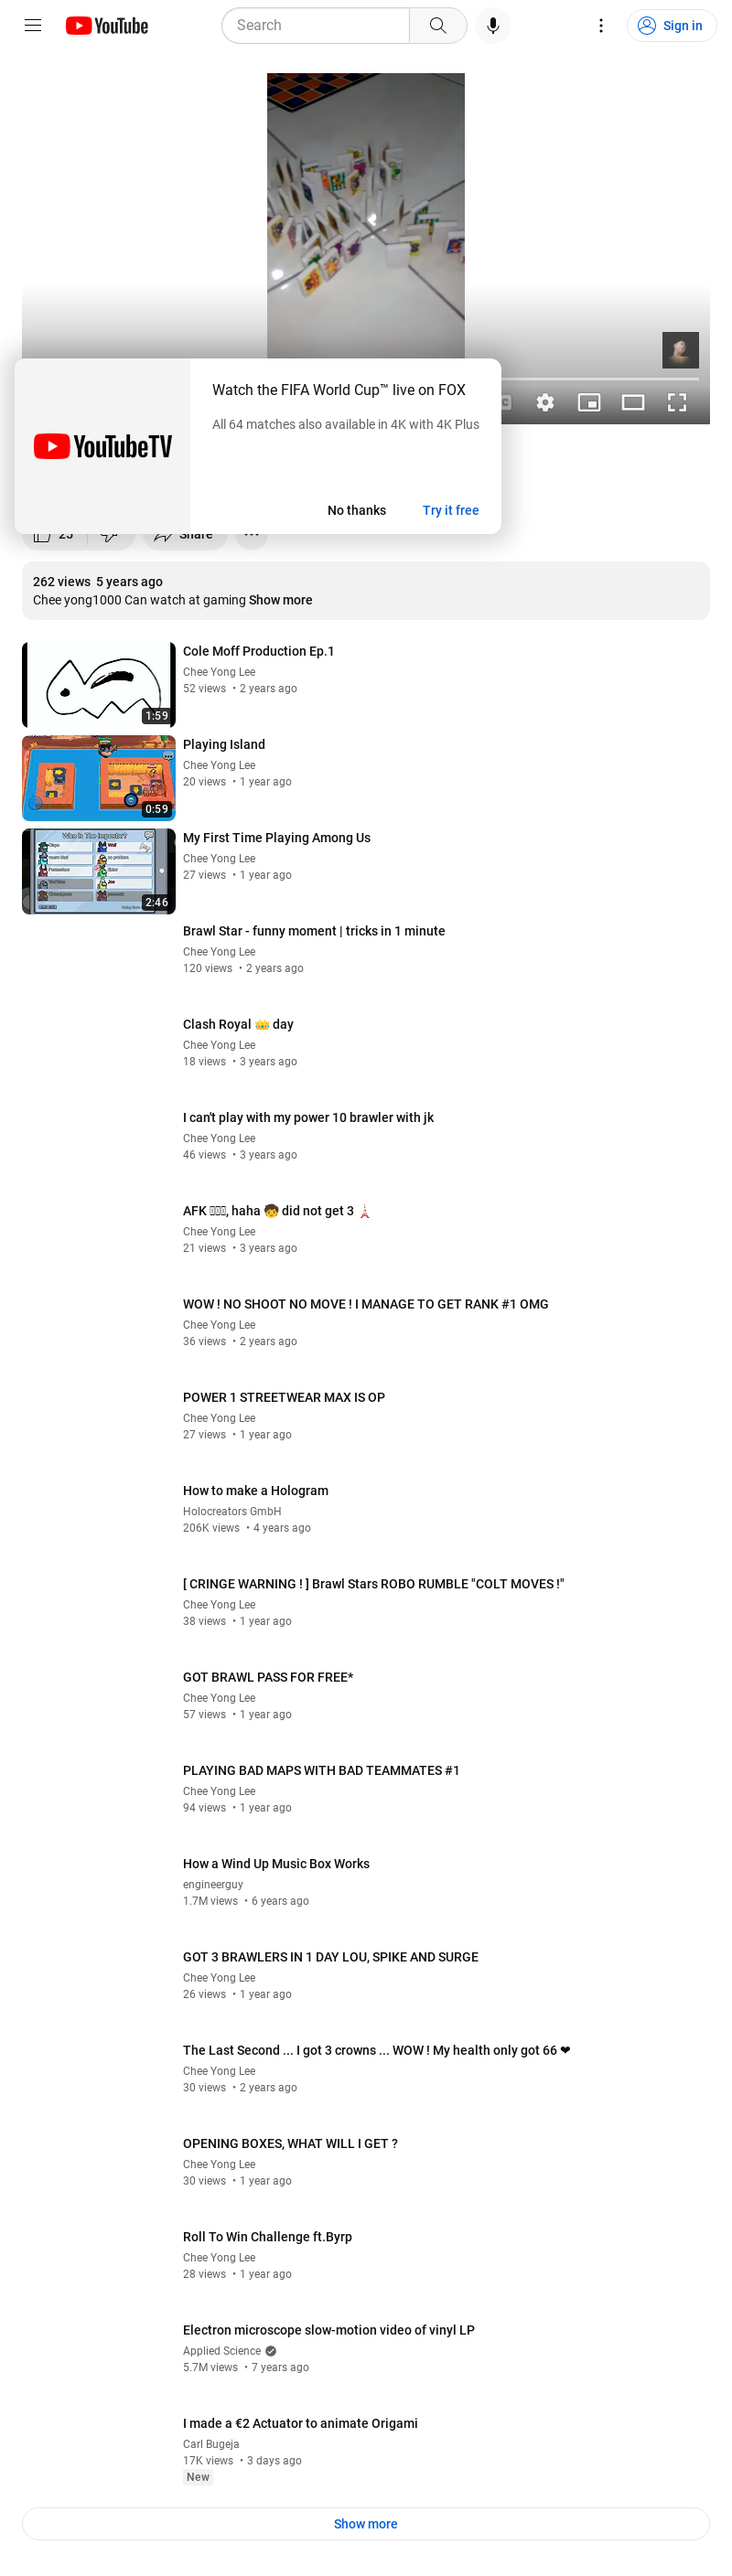 YouTube
Search
Sign in
Watch the FIFA World Cup™ live on FOX
All 64 matches also available in 4K with 4K Plus
YouTubeTV
No thanks
Try it free
25
Share
262 views 5 years ago
Chee yong1000 Can watch at gaming Show more
Cole Moff Production Ep.1
Chee Yong Lee
52 views • 2 years ago
1:59
Playing Island
Chee Yong Lee
20 views • 1 year ago
0:59
Who Is The Impostor?
My First Time Playing Among Us
Chee Yong Lee
27 views • 1 year ago
2:46
Brawl Star - funny moment | tricks in 1 minute
Chee Yong Lee
120 views • 2 years ago
Clash Royal 👑 day
Chee Yong Lee
18 views • 3 years ago
I can't play with my power 10 brawler with jk
Chee Yong Lee
46 views • 3 years ago
AFK , haha 🧒 did not get 3 🗼
Chee Yong Lee
21 views • 3 years ago
WOW ! NO SHOOT NO MOVE ! I MANAGE TO GET RANK #1 OMG
Chee Yong Lee
36 views • 2 years ago
POWER 1 STREETWEAR MAX IS OP
Chee Yong Lee
27 views • 1 year ago
How to make a Hologram
Holocreators GmbH
206K views • 4 years ago
[ CRINGE WARNING ! ] Brawl Stars ROBO RUMBLE "COLT MOVES !"
Chee Yong Lee
38 views • 1 year ago
GOT BRAWL PASS FOR FREE*
Chee Yong Lee
57 views • 1 year ago
PLAYING BAD MAPS WITH BAD TEAMMATES #1
Chee Yong Lee
94 views • 1 year ago
How a Wind Up Music Box Works
engineerguy
1.7M views • 6 years ago
GOT 3 BRAWLERS IN 1 DAY LOU, SPIKE AND SURGE
Chee Yong Lee
26 views • 1 year ago
The Last Second ... I got 3 crowns ... WOW ! My health only got 66 ❤
Chee Yong Lee
30 views • 2 years ago
OPENING BOXES, WHAT WILL I GET ?
Chee Yong Lee
30 views • 1 year ago
Roll To Win Challenge ft.Byrp
Chee Yong Lee
28 views • 1 year ago
Electron microscope slow-motion video of vinyl LP
Applied Science
5.7M views • 7 years ago
I made a €2 Actuator to animate Origami
Carl Bugeja
17K views • 3 days ago
New
Show more